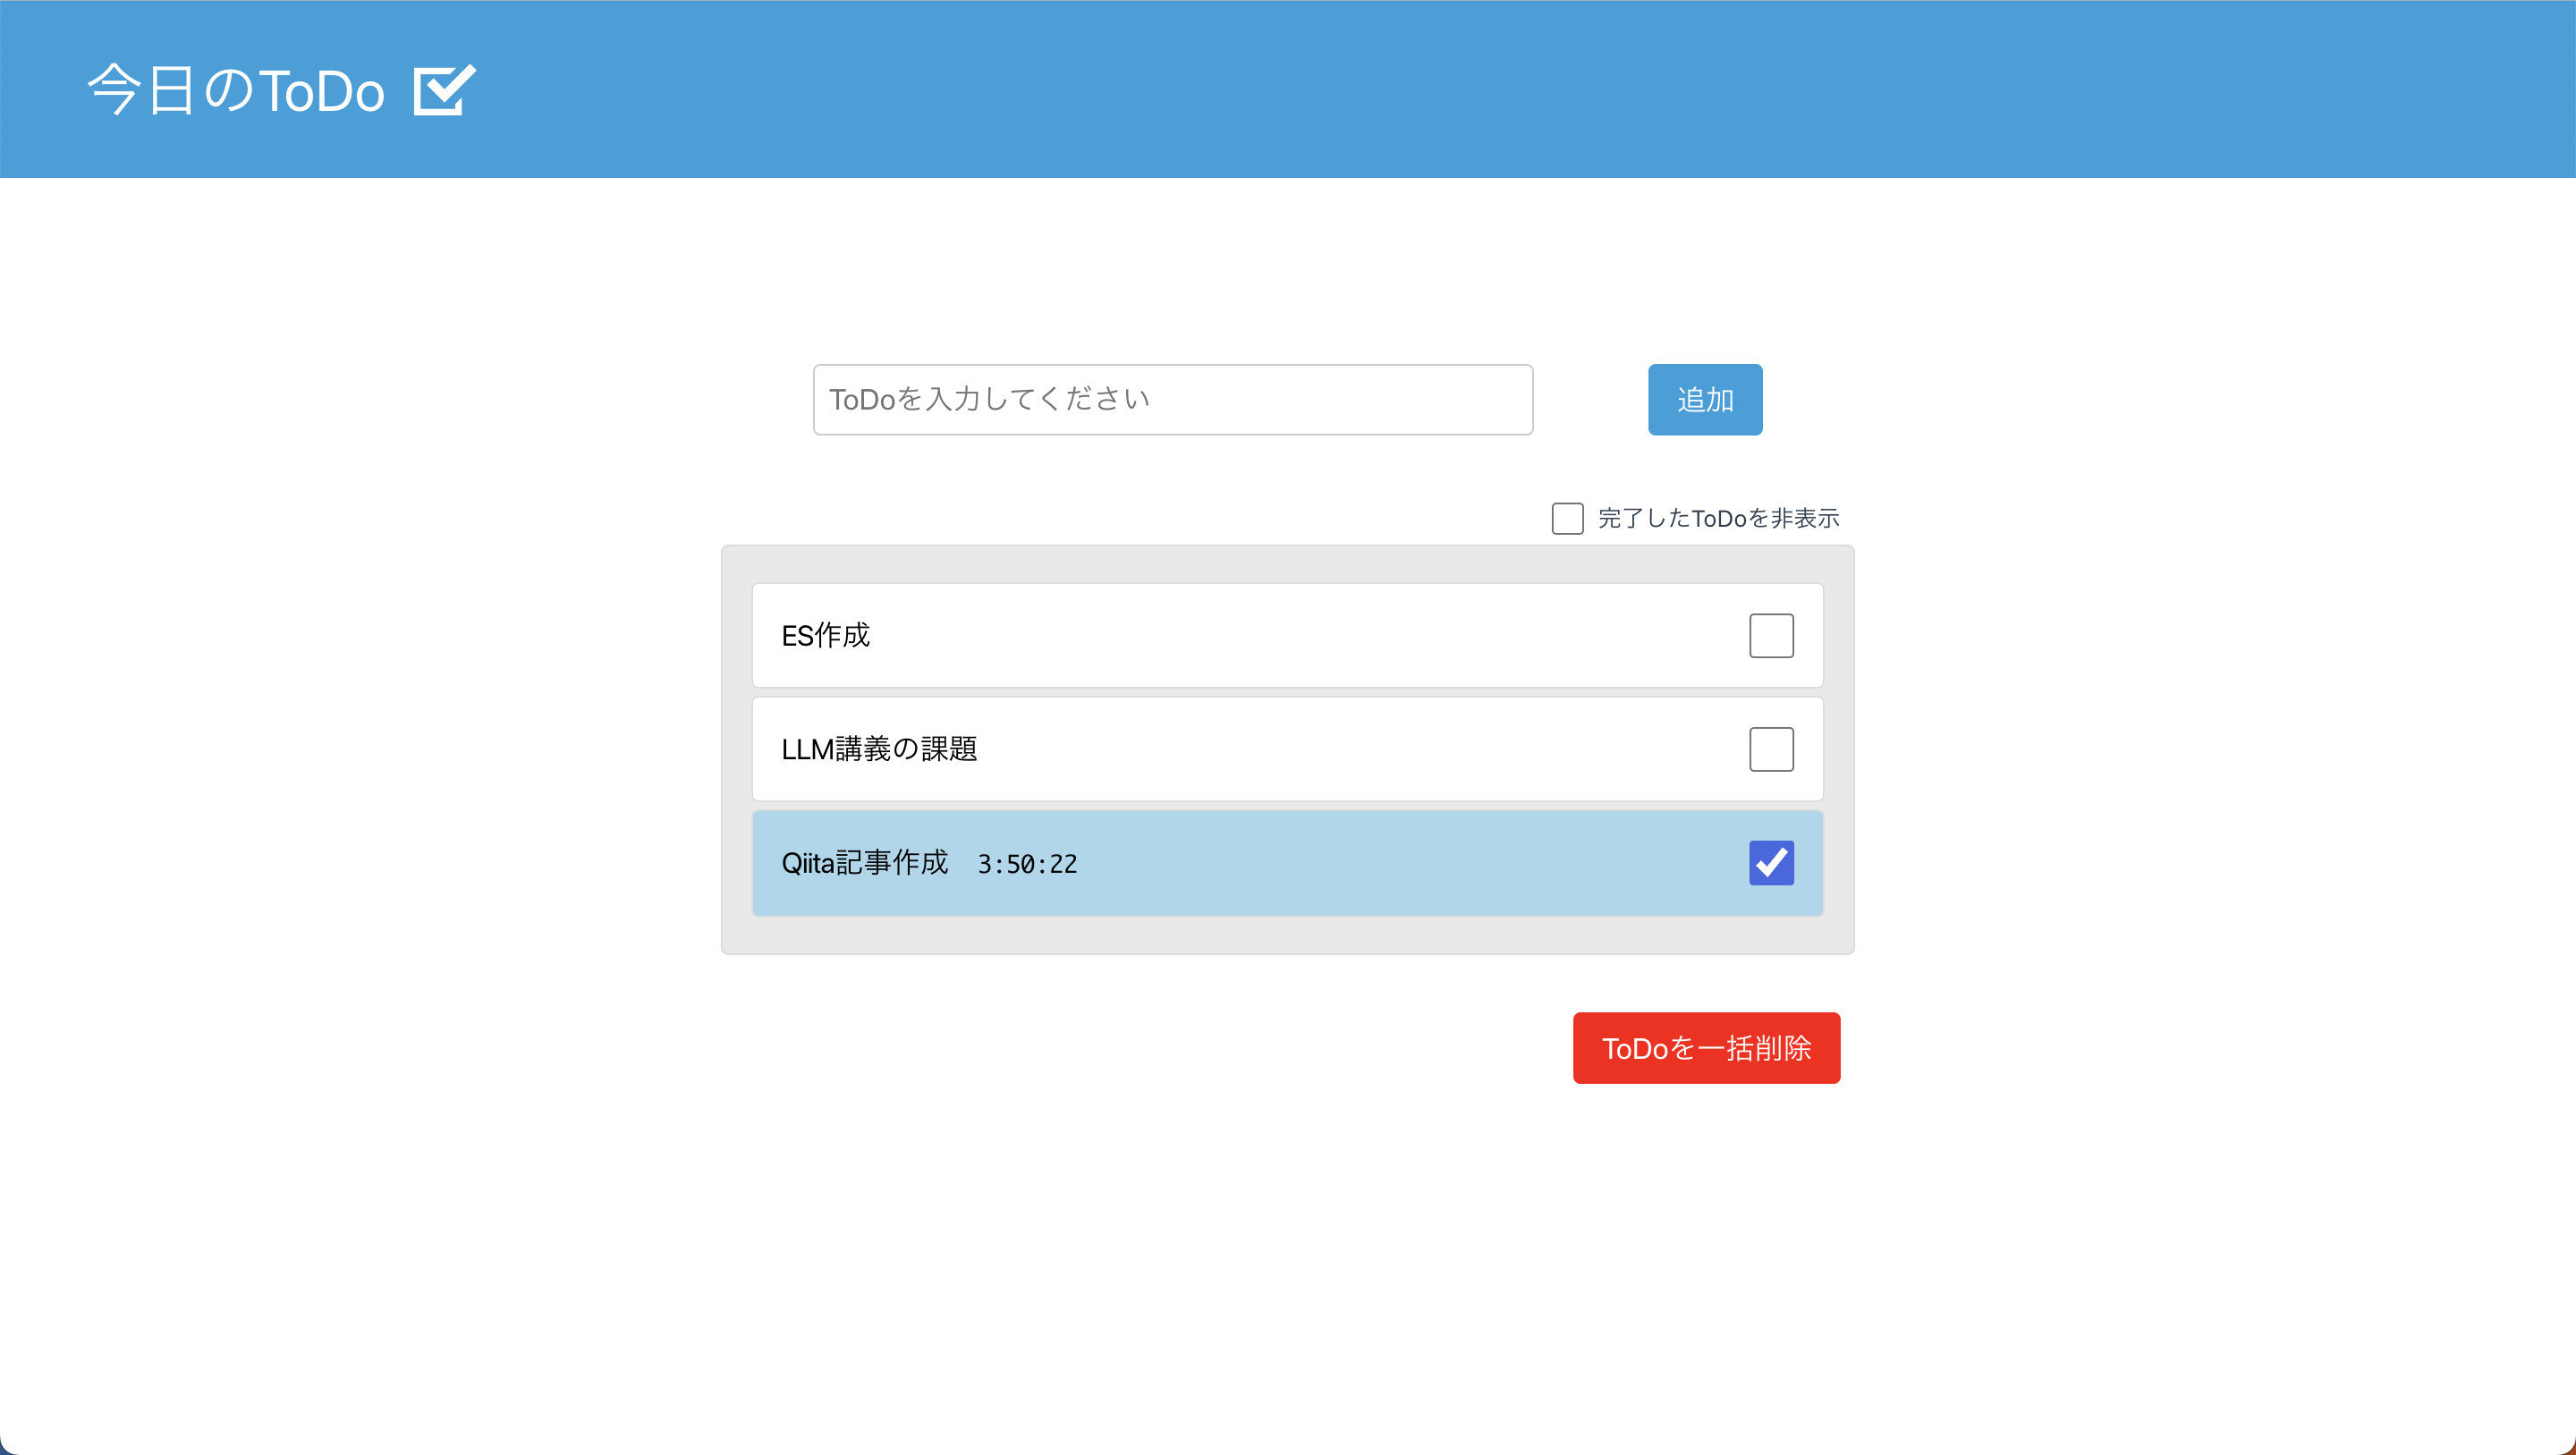 今日のToDo
ToDoを入力してください
追加
完了したToDoを非表示
ES作成
LLM講義の課題
Qiita記事作成 3:50:22
ToDoを一括削除